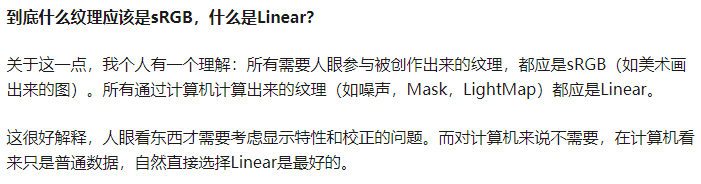 到底什么纹理应该是sRGB，什么是Linear？
关于这一点，我个人有一个理解：所有需要人眼参与被创作出来的纹理，都应是sRGB（如美术画
出来的图）。所有通过计算机计算出来的纹理（如噪声，Mask，LightMap）都应是Linear。
这很好解释，人眼看东西才需要考虑显示特性和校正的问题。而对计算机来说不需要，在计算机看
来只是普通数据，自然直接选择Linear是最好的。